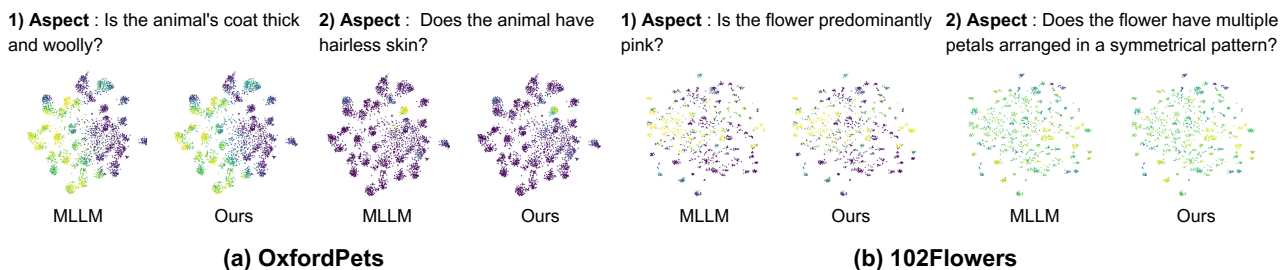 1) Aspect : Is the animal's coat thick
and woolly?
2) Aspect : Does the animal have
hairless skin?
MLLM
Ours
MLLM
Ours
(a) OxfordPets
1) Aspect : Is the flower predominantly
pink?
2) Aspect : Does the flower have multiple
petals arranged in a symmetrical pattern?
MLLM
Ours
MLLM
Ours
(b) 102Flowers